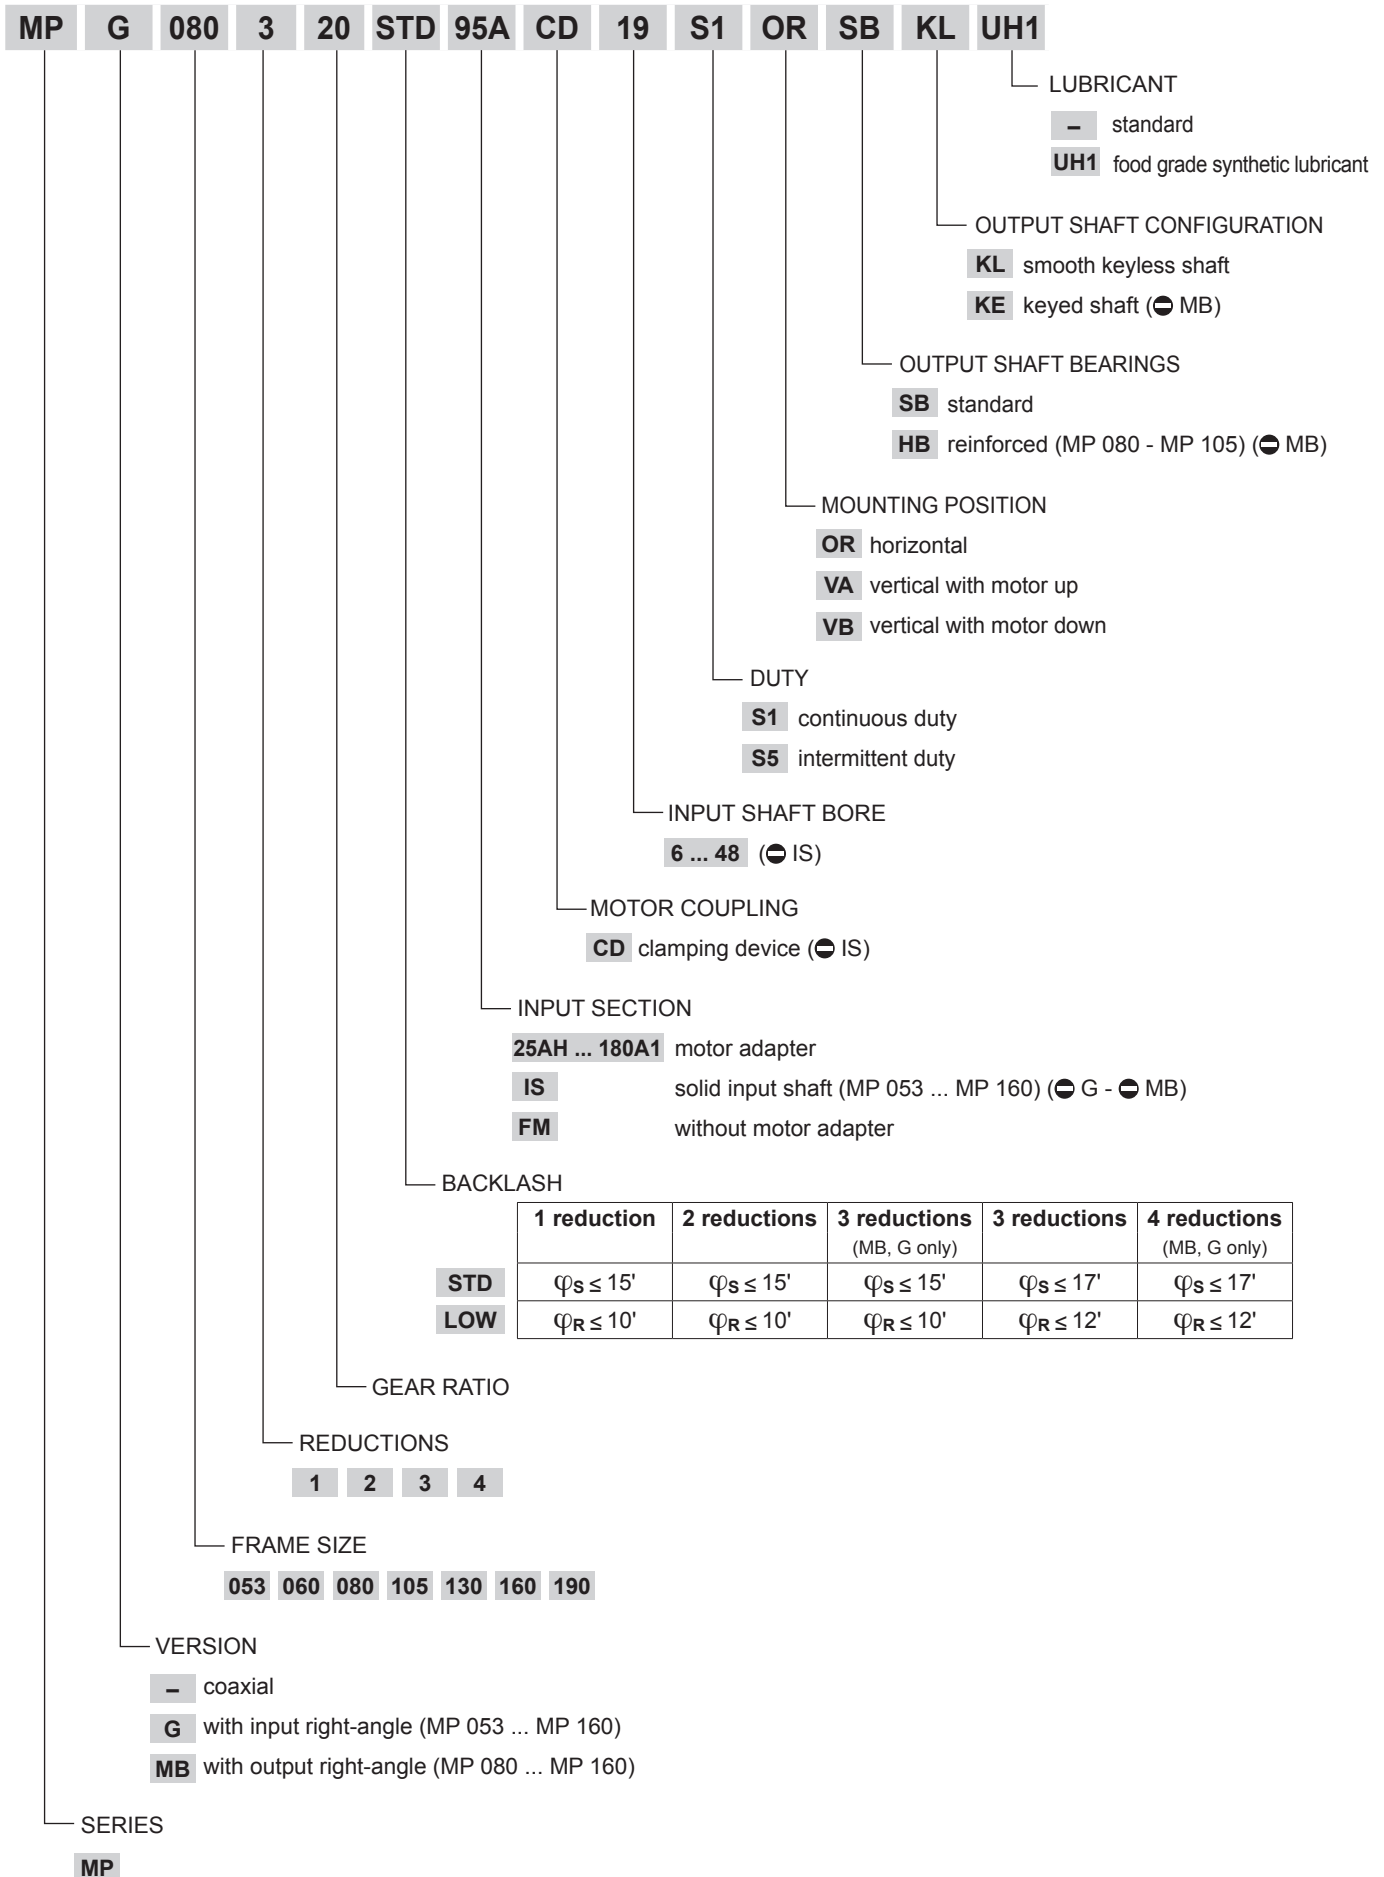 MP G 080 3 20 STD 95A CD 19 S1 OR SB KL UH1
LUBRICANT
– standard
UH1 food grade synthetic lubricant
OUTPUT SHAFT CONFIGURATION
KL smooth keyless shaft
KE keyed shaft (⛔ MB)
OUTPUT SHAFT BEARINGS
SB standard
HB reinforced (MP 080 - MP 105) (⛔ MB)
MOUNTING POSITION
OR horizontal
VA vertical with motor up
VB vertical with motor down
DUTY
S1 continuous duty
S5 intermittent duty
INPUT SHAFT BORE
6 ... 48 (⛔ IS)
MOTOR COUPLING
CD clamping device (⛔ IS)
INPUT SECTION
25AH ... 180A1 motor adapter
IS solid input shaft (MP 053 ... MP 160) (⛔ G - ⛔ MB)
FM without motor adapter
BACKLASH
1 reduction 2 reductions 3 reductions 3 reductions 4 reductions
(MB, G only) (MB, G only)
STD φS ≤ 15' φS ≤ 15' φS ≤ 15' φS ≤ 17' φS ≤ 17'
LOW φR ≤ 10' φR ≤ 10' φR ≤ 10' φR ≤ 12' φR ≤ 12'
GEAR RATIO
REDUCTIONS
1 2 3 4
FRAME SIZE
053 060 080 105 130 160 190
VERSION
– coaxial
G with input right-angle (MP 053 ... MP 160)
MB with output right-angle (MP 080 ... MP 160)
SERIES
MP